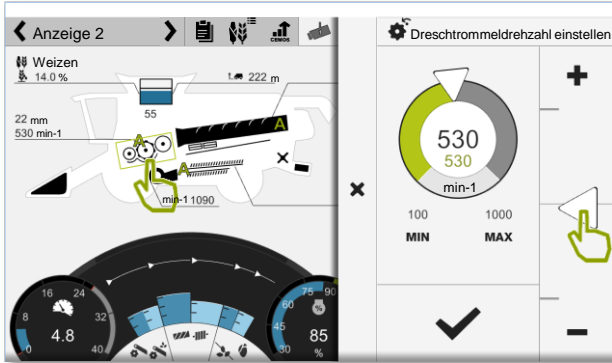 Anzeige 2
CEMOS
Weizen
14.0 %
222 m
55
22 mm
530 min-1
A
A
A
min-1 1090
16 24
8 32
0 40
4.8
75 90
60
45
30
%
85
%
Dreschtrommeldrehzahl einstellen
530
530
min-1
100 1000
MIN MAX